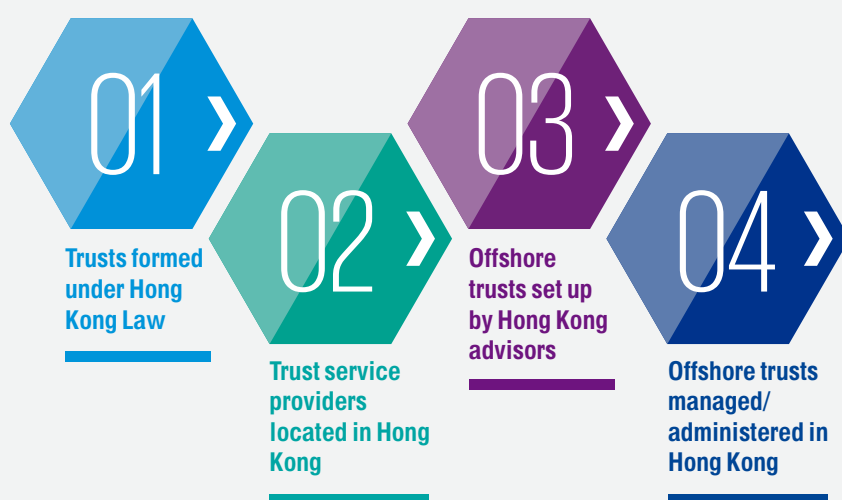 01
Trusts formed
under Hong
Kong Law
02
Trust service
providers
located in Hong
Kong
03
Offshore
trusts set up
by Hong Kong
advisors
04
Offshore trusts
managed/
administered in
Hong Kong